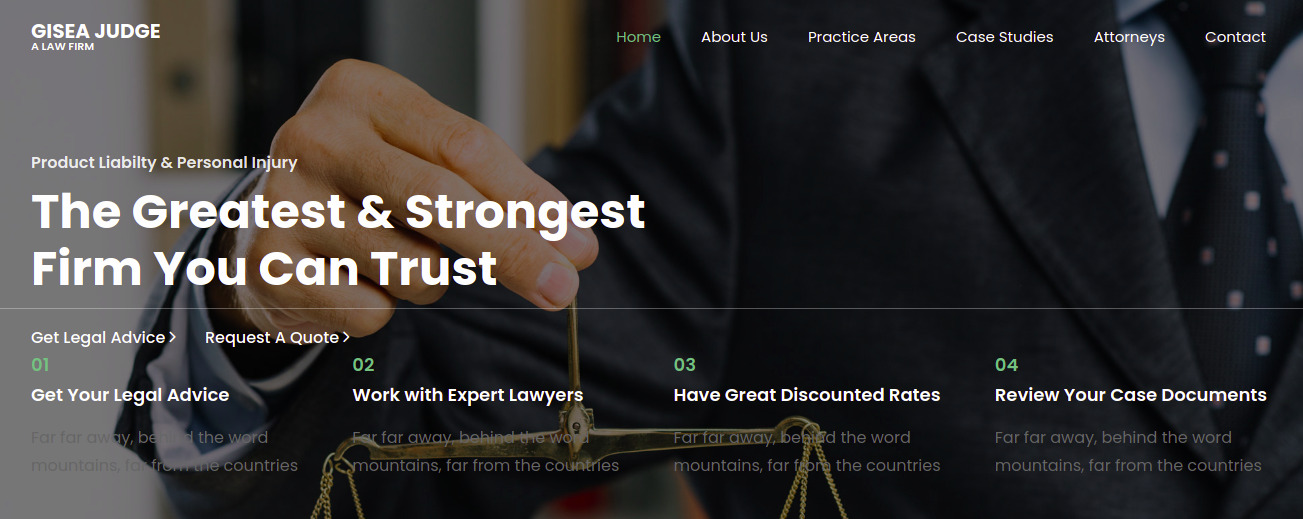 GISEA JUDGE
A LAW FIRM
Home About Us Practice Areas Case Studies Attorneys Contact
Product Liabilty & Personal Injury
The Greatest & Strongest
Firm You Can Trust
Get Legal Advice Request A Quote
01
Get Your Legal Advice
Far far away, behind the word
mountains, far from the countries
02
Work with Expert Lawyers
Far far away, behind the word
mountains, far from the countries
03
Have Great Discounted Rates
Far far away, behind the word
mountains, far from the countries
04
Review Your Case Documents
Far far away, behind the word
mountains, far from the countries